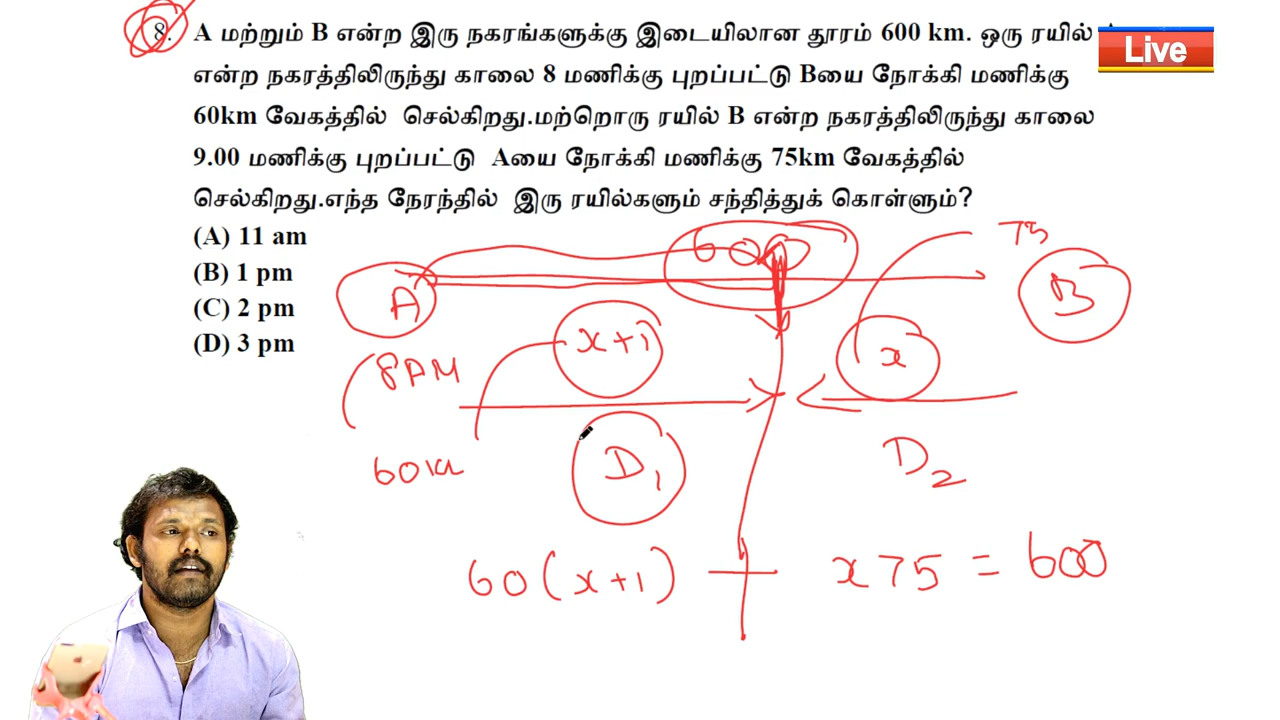 8. A மற்றும் B என்ற இரு நகரங்களுக்கு இடையிலான தூரம் 600 km. ஒரு ரயில்
Live
என்ற நகரத்திலிருந்து காலை 8 மணிக்கு புறப்பட்டு Bயை நோக்கி மணிக்கு
60km வேகத்தில் செல்கிறது.மற்றொரு ரயில் B என்ற நகரத்திலிருந்து காலை
9.00 மணிக்கு புறப்பட்டு Aயை நோக்கி மணிக்கு 75km வேகத்தில்
செல்கிறது.எந்த நேரந்தில் இரு ரயில்களும் சந்தித்துக் கொள்ளும்?
(A) 11 am
(B) 1 pm
(C) 2 pm
(D) 3 pm
600 75
A B
x+1 x
8AM
60 D1 D2
60(x+1) + x75 = 600